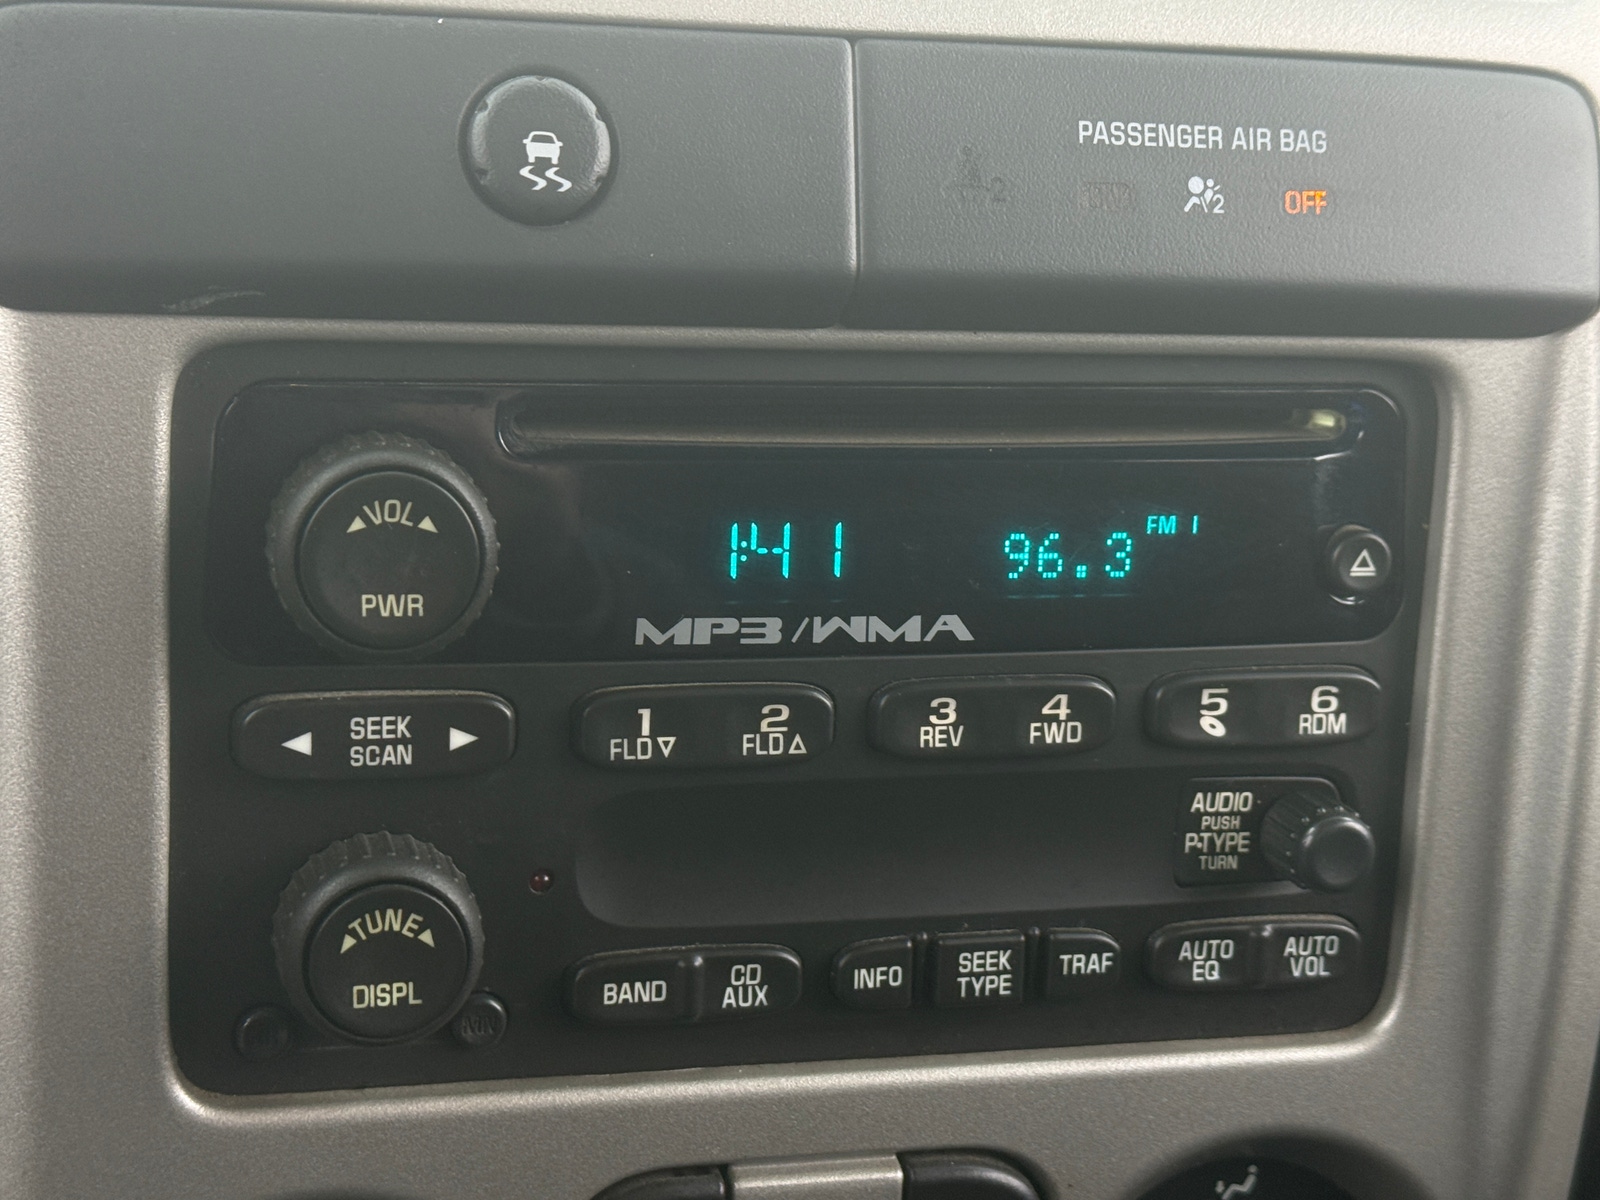 PASSENGER AIR BAG
2 OFF
VOL
PWR
1:41 96.3 FM 1
MP3/WMA
SEEK
SCAN
1
FLD
2
FLD
3
REV
4
FWD
5
6
RDM
AUDIO
PUSH
P-TYPE
TURN
TUNE
DISPL
BAND
CD
AUX
INFO
SEEK
TYPE
TRAF
AUTO
EQ
AUTO
VOL